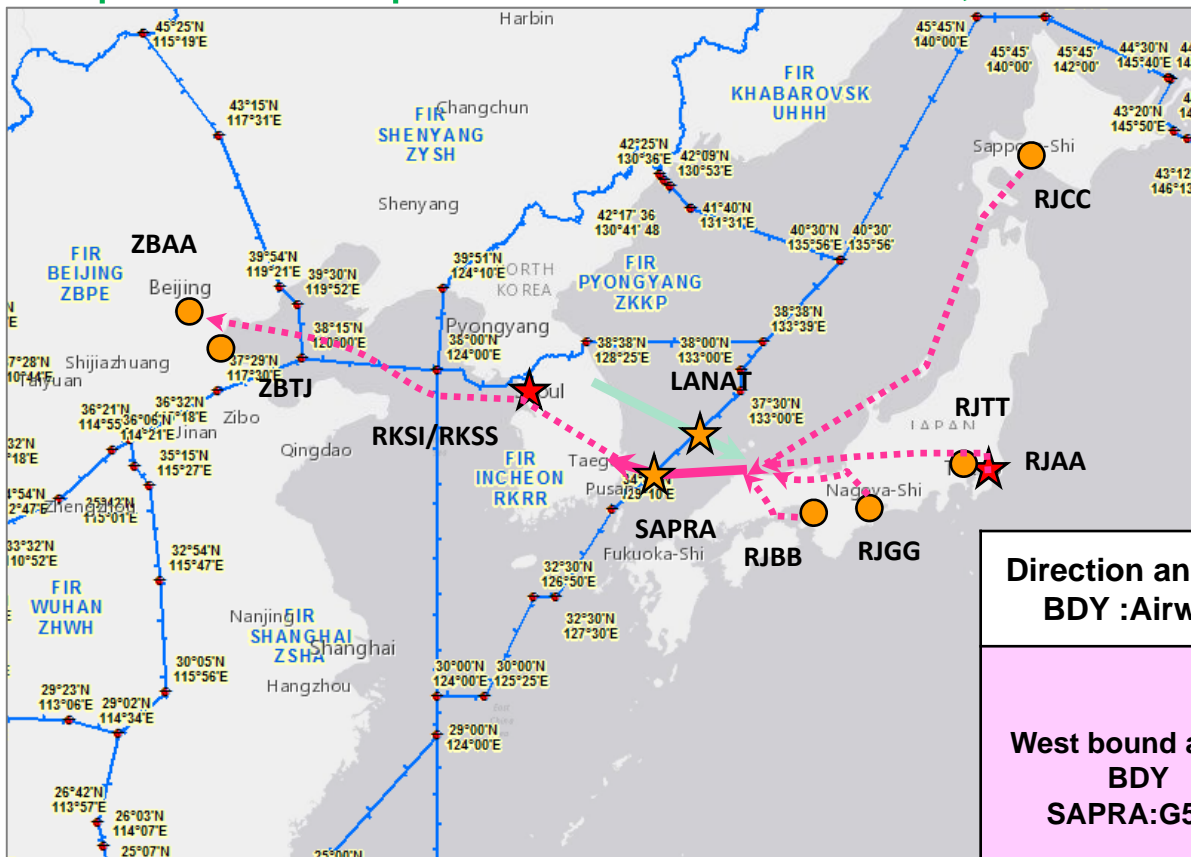 Harbin
45°25'N
115°19'E
45°45'N
140°00'E
45°45'
140°00'
45°45'
142°00'
44°30'N
145°40'E
FIR
KHABAROVSK
UHHH
43°15'N
117°31'E
Changchun
FIR
SHENYANG
ZYSH
43°20'N
145°50'E
42°25'N
130°36'E
42°09'N
130°53'E
RJCC
Shenyang
42°17' 36
130°41' 48
41°40'N
131°31'E
40°30'N
135°56'E
40°30'
135°56'
ZBAA
FIR
BEIJING
ZBPE
Beijing
39°54'N
119°21'E
39°30'N
119°52'E
39°51'N
124°10'E
KOREA
FIR
PYONGYANG
ZKKP
38°38'N
133°39'E
38°15'N
Pyongyang
38°00'N
124°00'E
38°38'N
128°25'E
38°00'N
133°00'E
Shijiazhuang
37°29'N
117°30'E
ZBTJ
LANAT
37°30'N
133°00'E
RJTT
JAPAN
36°21'N
114°55'E
36°06'N
114°21'E
36°32'N
Zibo
Jinan
Qingdao
RKSI/RKSS
FIR
INCHEON
RKRR
35°15'N
115°27'E
RJAA
Nagoya-Shi
SAPRA
RJBB
RJGG
Fukuoka-Shi
32°54'N
115°47'E
32°30'N
126°50'E
32°30'N
127°30'E
FIR
WUHAN
ZHWH
Nanjing
FIR
SHANGHAI
ZSHA
Shanghai
Hangzhou
30°05'N
115°56'E
30°00'N
124°00'E
30°00'N
125°25'E
29°23'N
113°06'E
29°02'N
114°34'E
29°00'N
124°00'E
26°42'N
113°57'E
26°03'N
114°07'E
25°07'N
25°00'N
Direction an
BDY :Airw
West bound a
BDY
SAPRA:G5